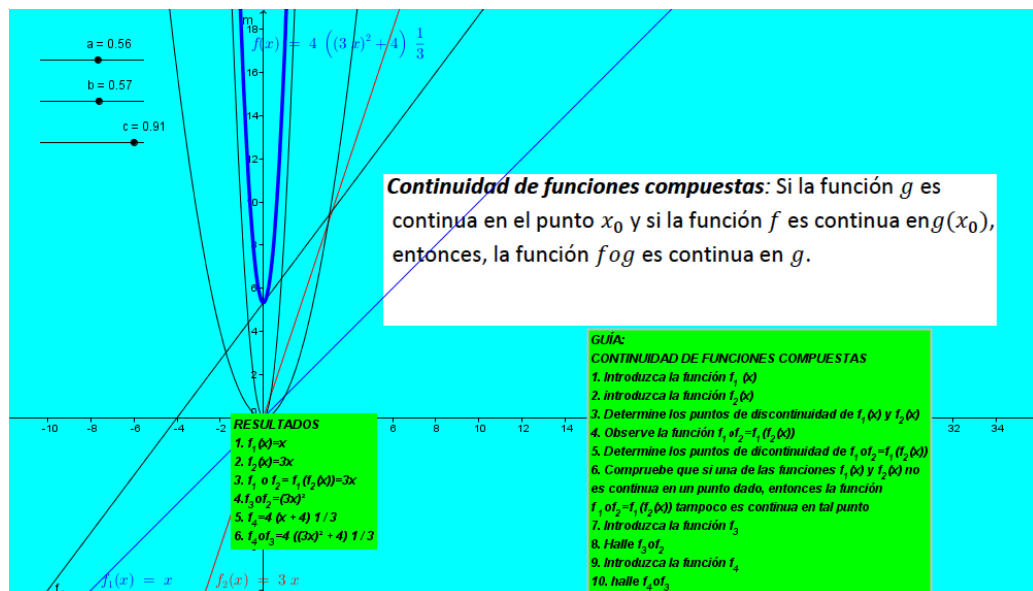 m
f(x) = 4 ((3 x)² + 4) 1/3
a = 0.56
b = 0.57
c = 0.91
18
16
14
12
10
8
6
4
2
0
-10 -8 -6 -4 -2 6 8 10 12 14 32 34
Continuidad de funciones compuestas: Si la función g es
continua en el punto x₀ y si la función f es continua en g(x₀),
entonces, la función fog es continua en g.
RESULTADOS
1. f₁(x)=x
2. f₂(x)=3x
3. f₁ o f₂= f₁(f₂(x))=3x
4.f₃of₂=(3x)²
5. f₄=4 (x + 4) 1 / 3
6. f₄of₃=4 ((3x)² + 4) 1 / 3
GUÍA:
CONTINUIDAD DE FUNCIONES COMPUESTAS
1. Introduzca la función f₁ (x)
2. introduzca la función f₂(x)
3. Determine los puntos de discontinuidad de f₁(x) y f₂(x)
4. Observe la función f₁of₂=f₁(f₂(x))
5. Determine los puntos de dicontinuidad de f₁of₂=f₁(f₂(x))
6. Compruebe que si una de las funciones f₁(x) y f₂(x) no
es continua en un punto dado, entonces la función
f₁of₂=f₁(f₂(x)) tampoco es continua en tal punto
7. Introduzca la función f₃
8. Halle f₃of₂
9. Introduzca la función f₄
10. halle f₄of₃
f₁(x) = x
f₂(x) = 3 x